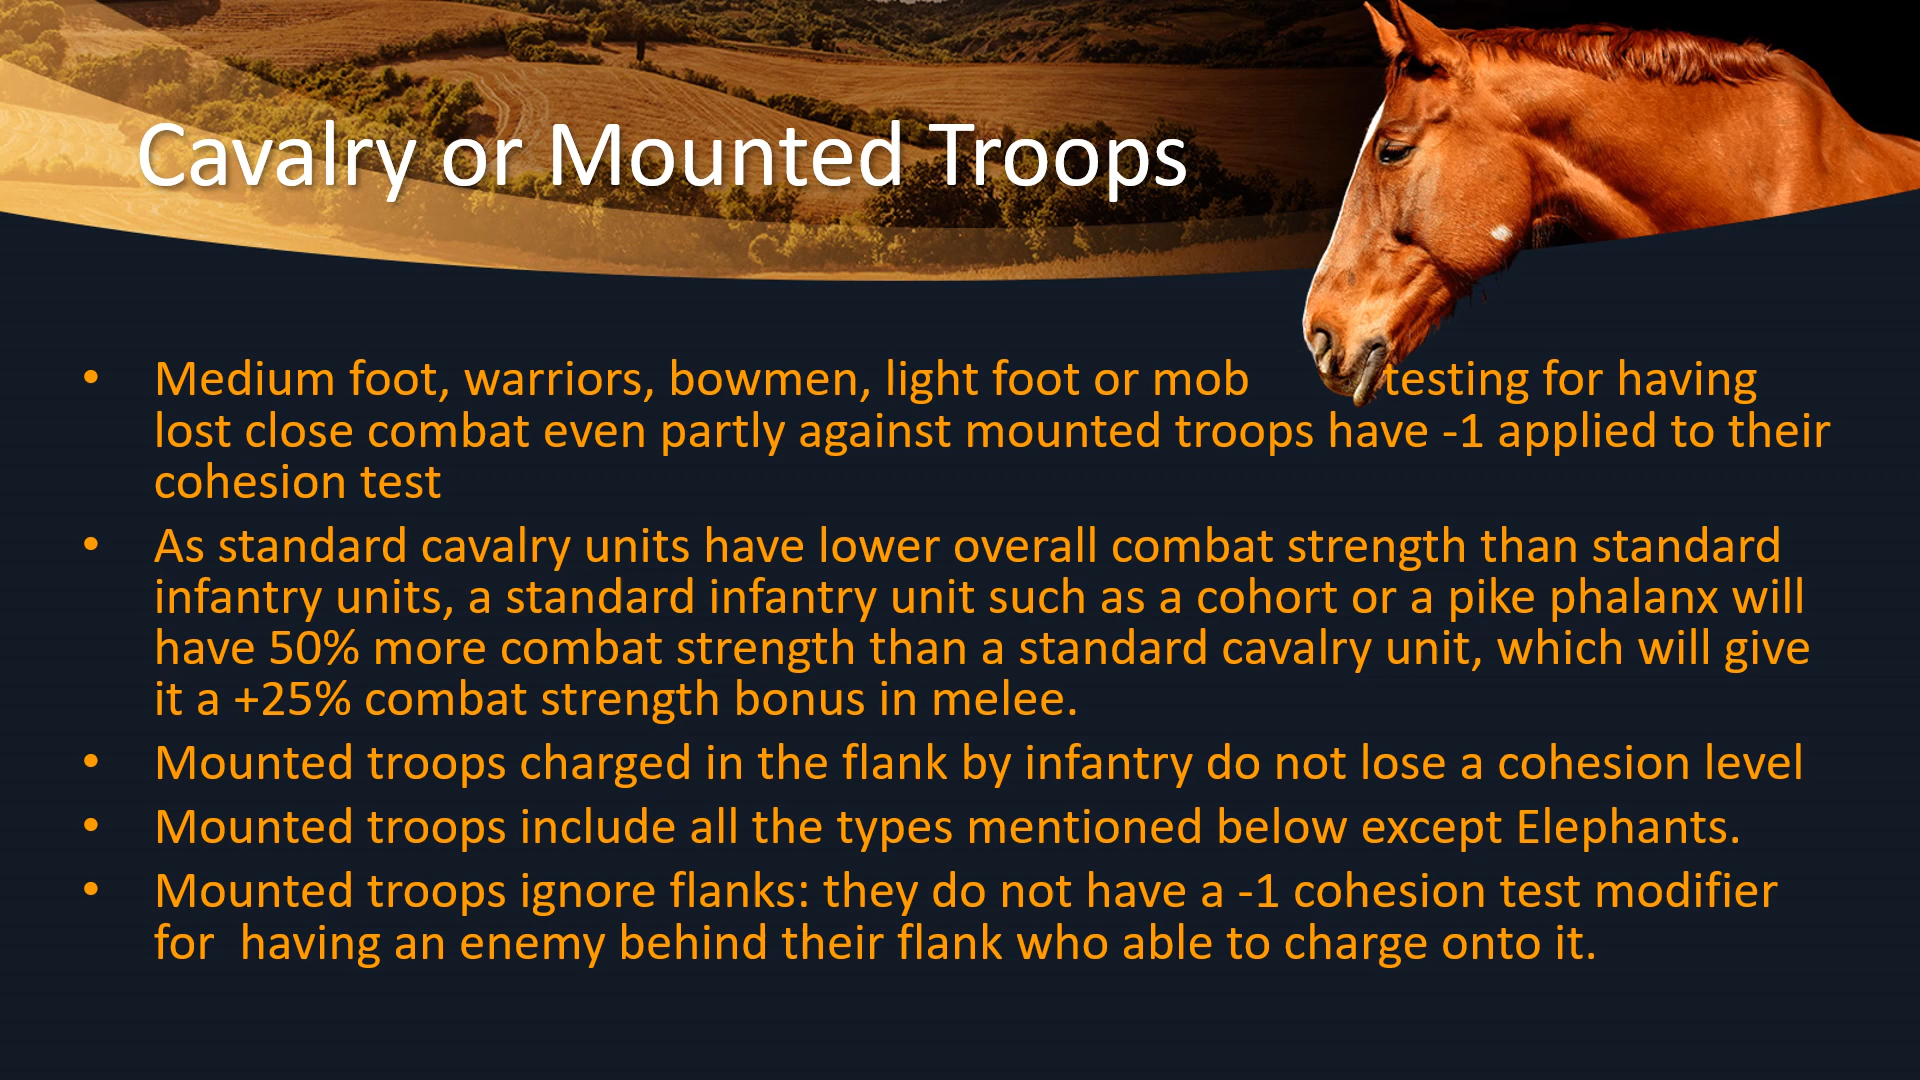 Cavalry or Mounted Troops
• Medium foot, warriors, bowmen, light foot or mob testing for having
lost close combat even partly against mounted troops have -1 applied to their
cohesion test
• As standard cavalry units have lower overall combat strength than standard
infantry units, a standard infantry unit such as a cohort or a pike phalanx will
have 50% more combat strength than a standard cavalry unit, which will give
it a +25% combat strength bonus in melee.
• Mounted troops charged in the flank by infantry do not lose a cohesion level
• Mounted troops include all the types mentioned below except Elephants.
• Mounted troops ignore flanks: they do not have a -1 cohesion test modifier
for having an enemy behind their flank who able to charge onto it.